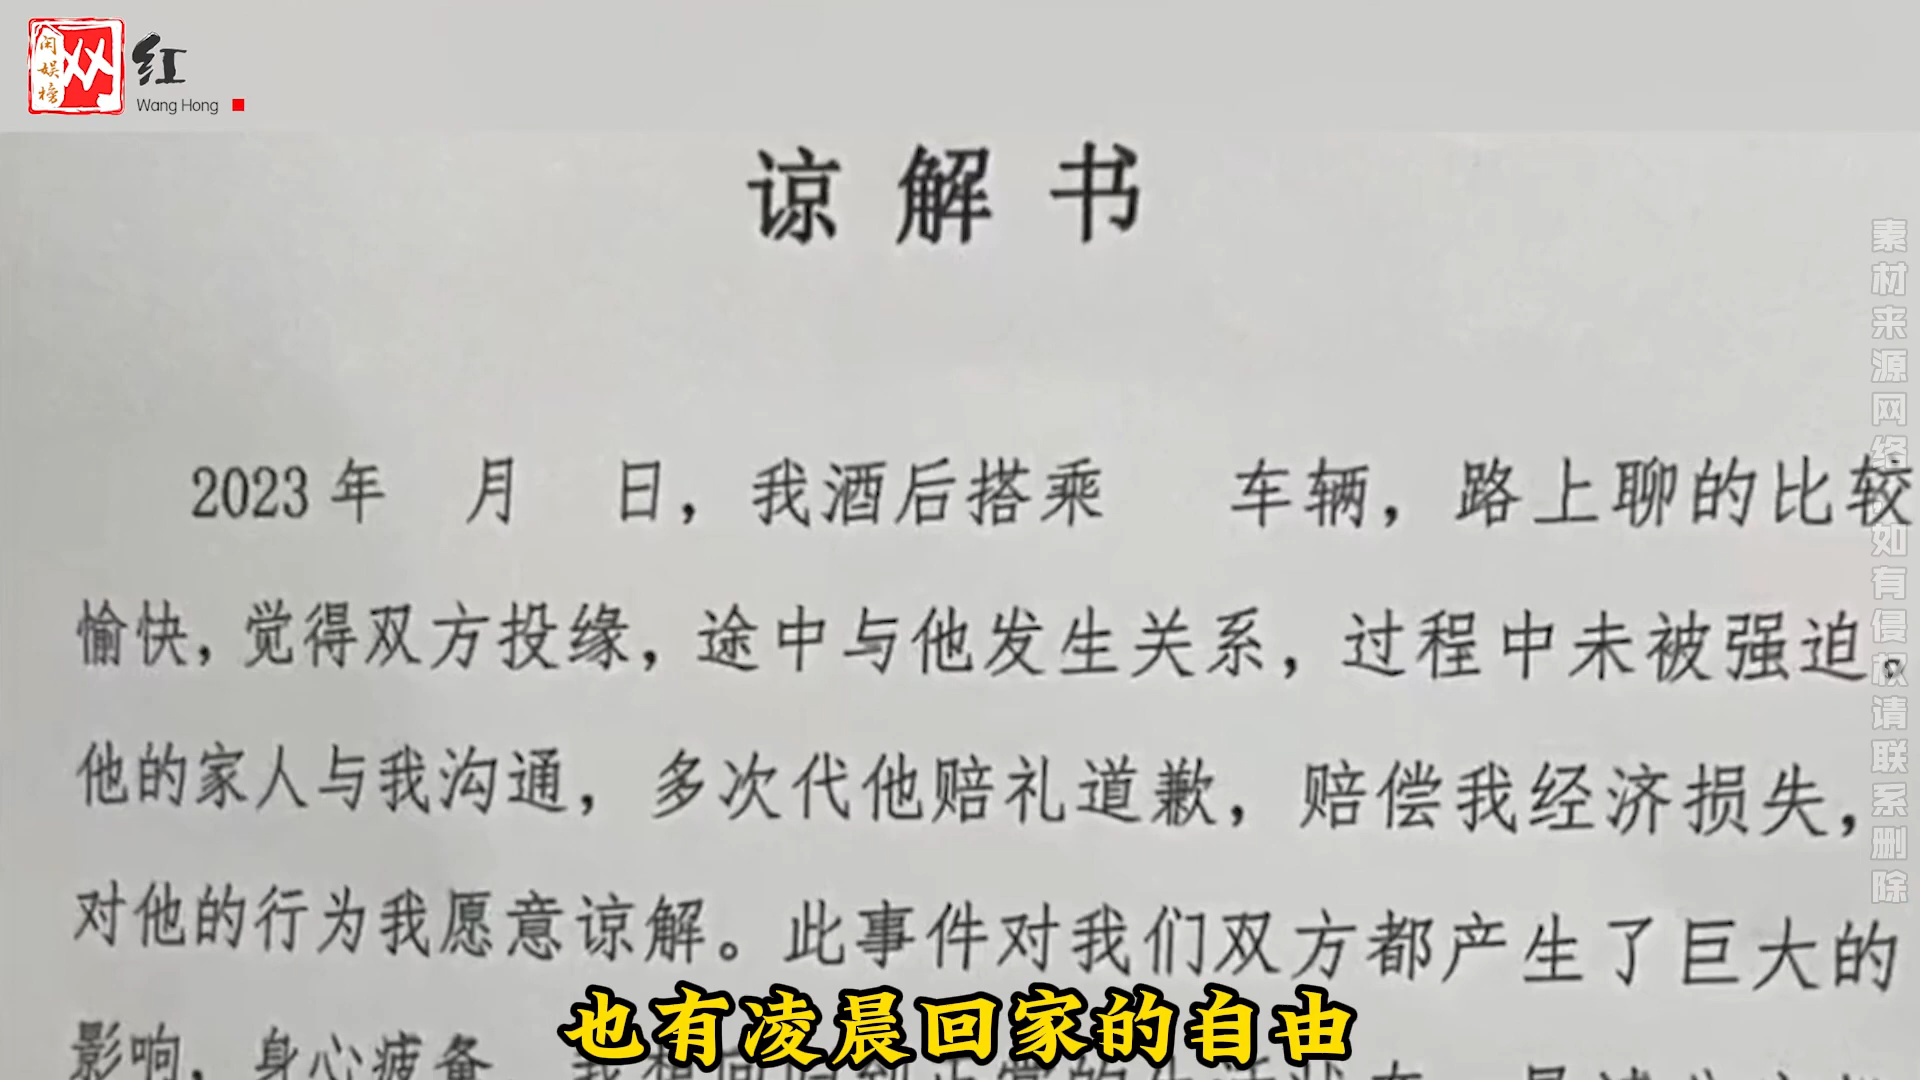 闲娱榜
网红
Wang Hong
谅解书
2023年 月 日，我酒后搭乘 车辆，路上聊的比较
愉快，觉得双方投缘，途中与他发生关系，过程中未被强迫。
他的家人与我沟通，多次代他赔礼道歉，赔偿我经济损失，
对他的行为我愿意谅解。此事件对我们双方都产生了巨大的
影响，身心疲备
也有凌晨回家的自由
素材来源网络如有侵权请联系删除